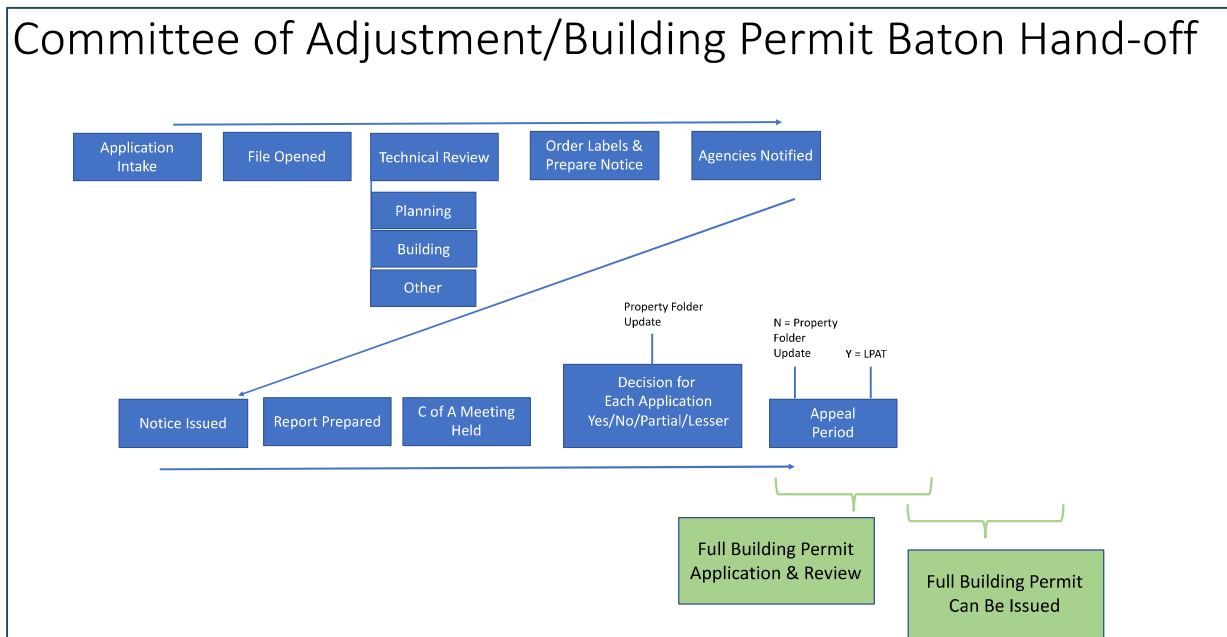 Committee of Adjustment/Building Permit Baton Hand-off
Application
Intake
File Opened
Technical Review
Order Labels &
Prepare Notice
Agencies Notified
Planning
Building
Other
Property Folder
Update
N = Property
Folder
Update
Y = LPAT
Notice Issued
Report Prepared
C of A Meeting
Held
Decision for
Each Application
Yes/No/Partial/Lesser
Appeal
Period
Full Building Permit
Application & Review
Full Building Permit
Can Be Issued